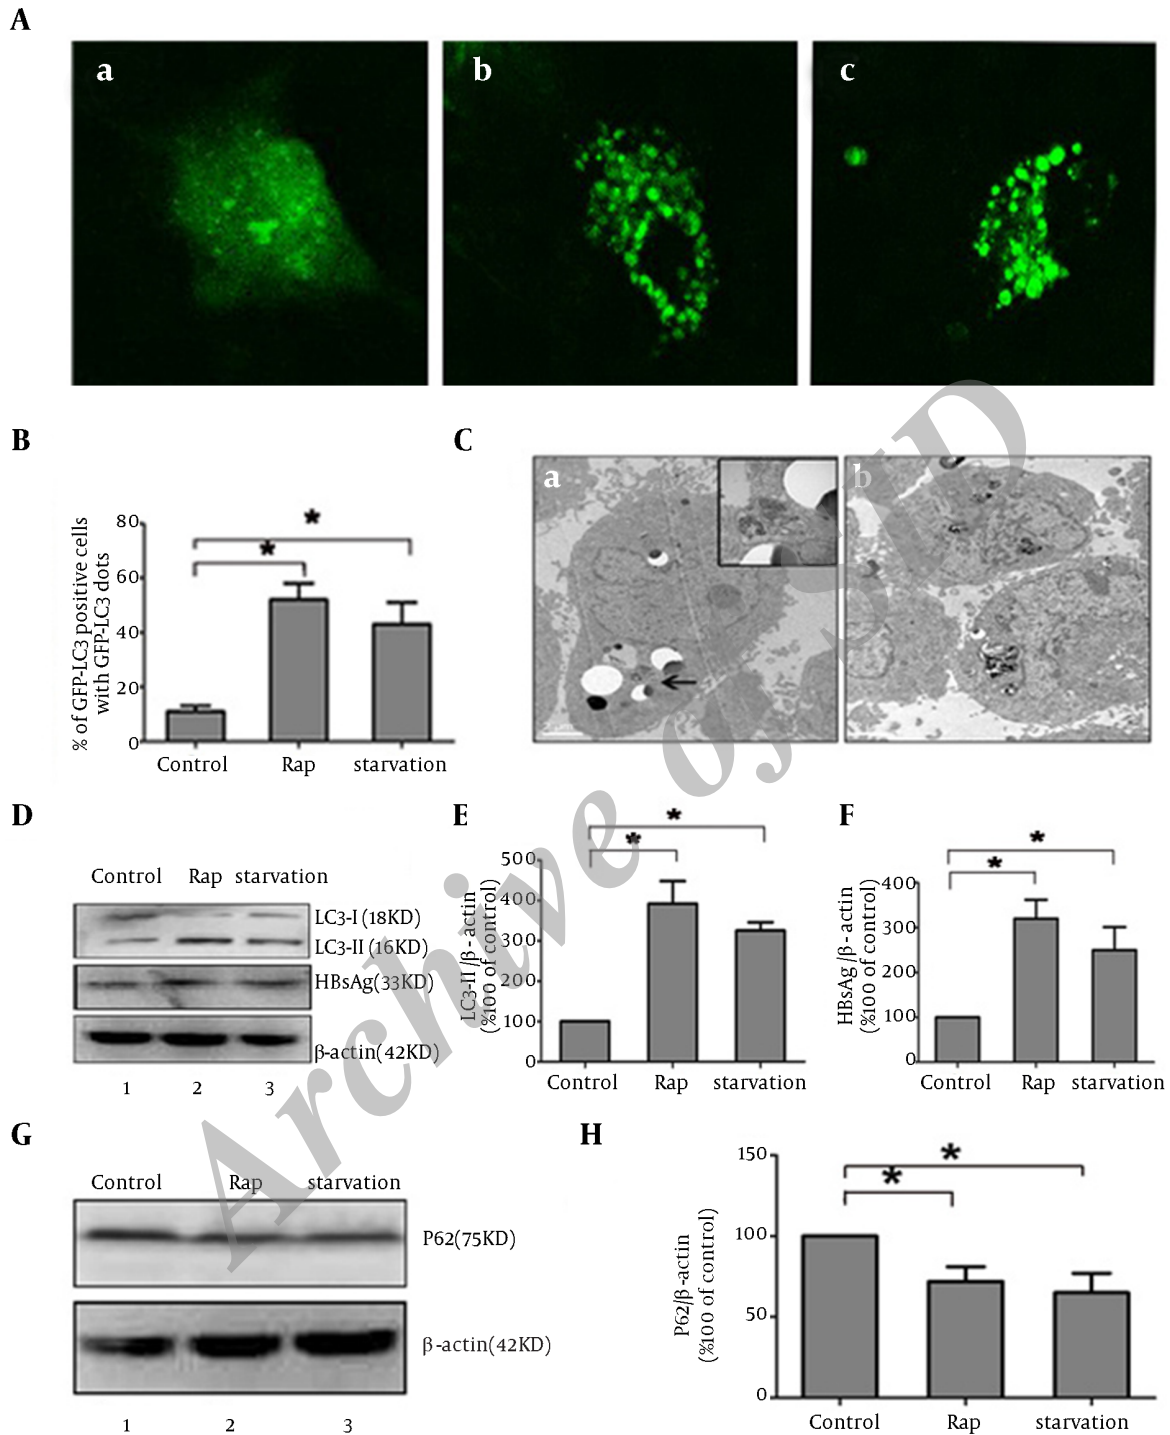 A
a b c
B
C
80
60
40
20
0
% of GFP-LC3 positive cells
with GFP-LC3 dots
*
*
Control Rap starvation
a b
D
Control Rap starvation
LC3-I (18KD)
LC3-II (16KD)
HBsAg(33KD)
β-actin(42KD)
1 2 3
E
500
400
300
200
100
0
LC3-II/β- actin
(%100 of control)
*
*
Control Rap starvation
F
400
300
200
100
0
HBsAg/β- actin
(%100 of control)
*
*
Control Rap starvation
G
Control Rap starvation
P62(75KD)
β-actin(42KD)
1 2 3
H
150
100
50
0
P62/β-actin
(%100 of control)
*
*
Control Rap starvation
Archive of SID